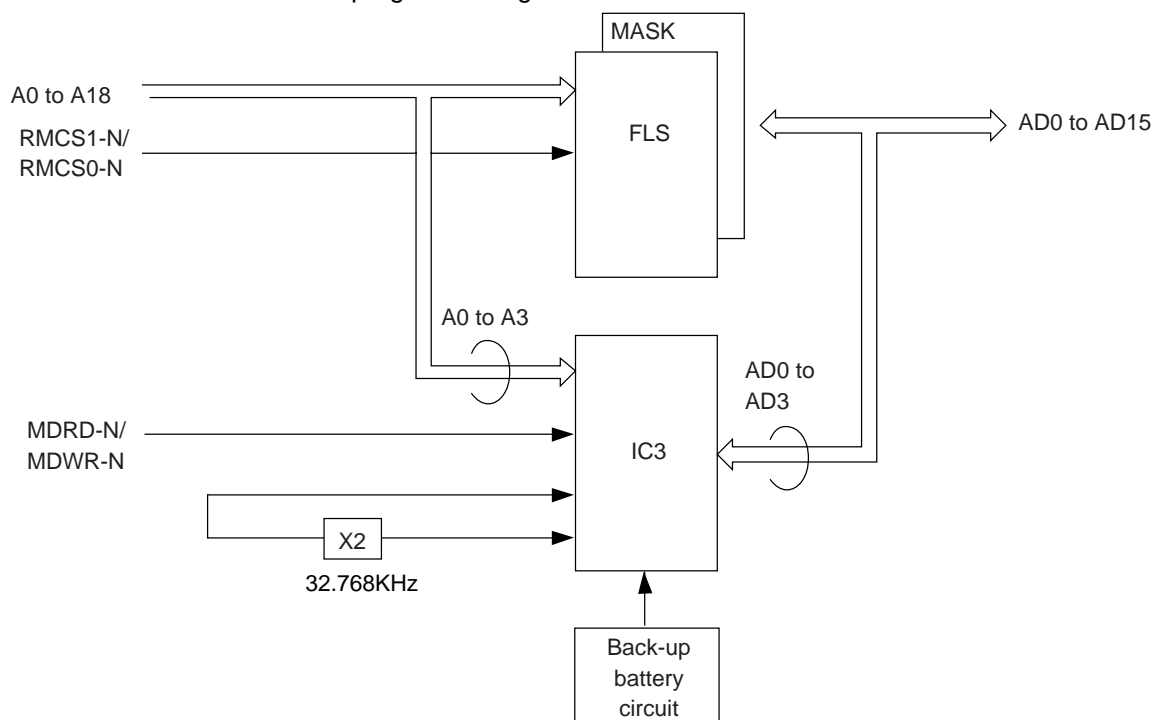 MASK
A0 to A18
RMCS1-N/
RMCS0-N
FLS
AD0 to AD15
A0 to A3
AD0 to
AD3
MDRD-N/
MDWR-N
IC3
X2
32.768KHz
Back-up
battery
circuit